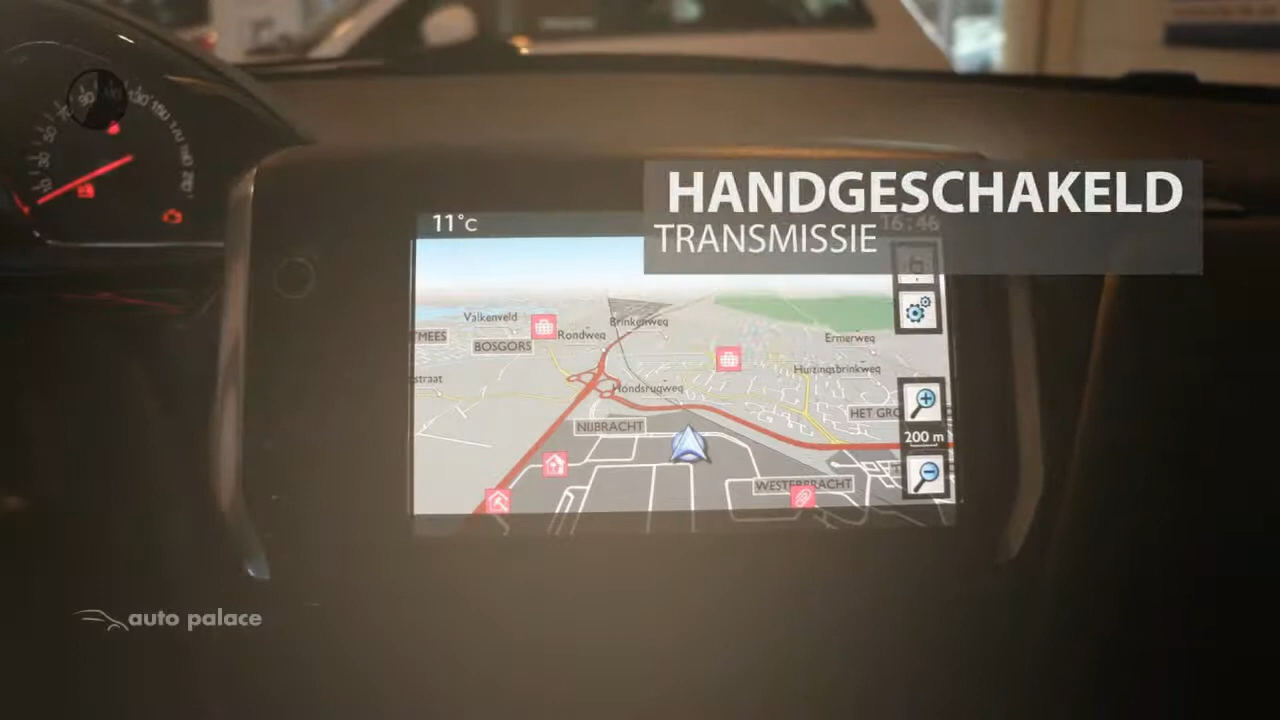 HANDGESCHAKELD
TRANSMISSIE
11°C
16:46
Valkenveld
Brinkenweg
Rondweg
TMEES
BOSGORS
Ermerweg
Huizingsbrinkweg
straat
Hondsrugweg
HET GRO
NIJBRACHT
200 m
WESTERBRACHT
auto palace